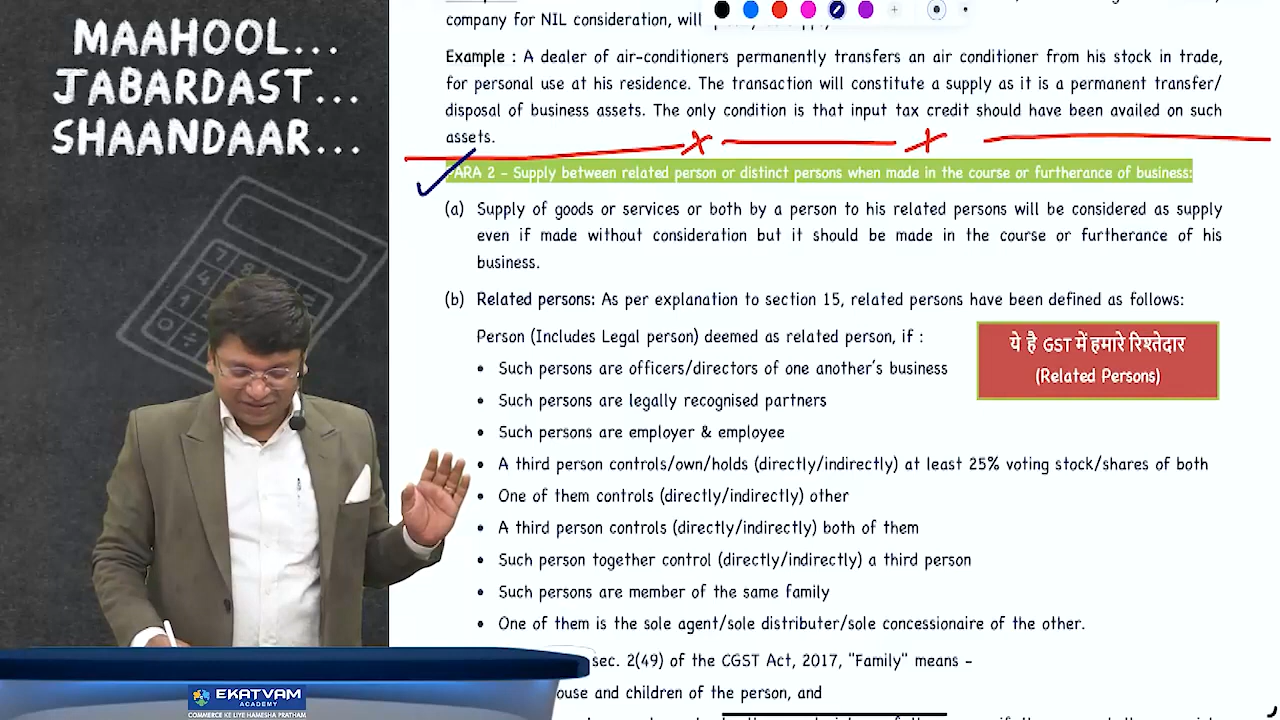 MAAHOOL...
JABARDAST...
SHAANDAAR...
company for NIL consideration, will
Example : A dealer of air-conditioners permanently transfers an air conditioner from his stock in trade,
for personal use at his residence. The transaction will constitute a supply as it is a permanent transfer/
disposal of business assets. The only condition is that input tax credit should have been availed on such
assets.
ARA 2 - Supply between related person or distinct persons when made in the course or furtherance of business:
(a) Supply of goods or services or both by a person to his related persons will be considered as supply
even if made without consideration but it should be made in the course or furtherance of his
business.
(b) Related persons: As per explanation to section 15, related persons have been defined as follows:
Person (Includes Legal person) deemed as related person, if :
ये है GST में हमारे रिश्तेदार
(Related Persons)
• Such persons are officers/directors of one another's business
• Such persons are legally recognised partners
• Such persons are employer & employee
• A third person controls/own/holds (directly/indirectly) at least 25% voting stock/shares of both
• One of them controls (directly/indirectly) other
• A third person controls (directly/indirectly) both of them
• Such person together control (directly/indirectly) a third person
• Such persons are member of the same family
• One of them is the sole agent/sole distributer/sole concessionaire of the other.
sec. 2(49) of the CGST Act, 2017, "Family" means -
ouse and children of the person, and
EKATVAM
ACADEMY
COMMERCE KE LIYE HAMESHA PRATHAM